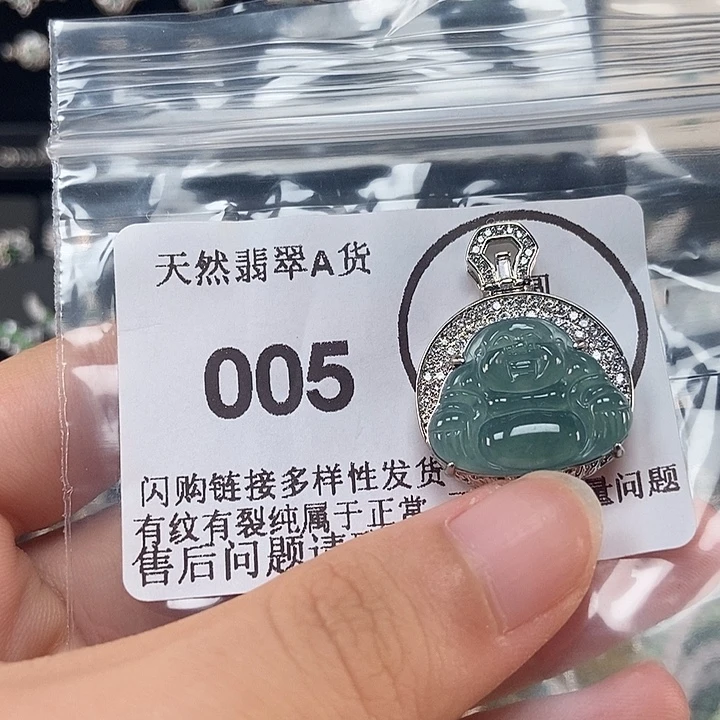 天然翡翠A货
005
闪购链接多样性发货
有纹有裂纯属于正常 量问题
售后问题请